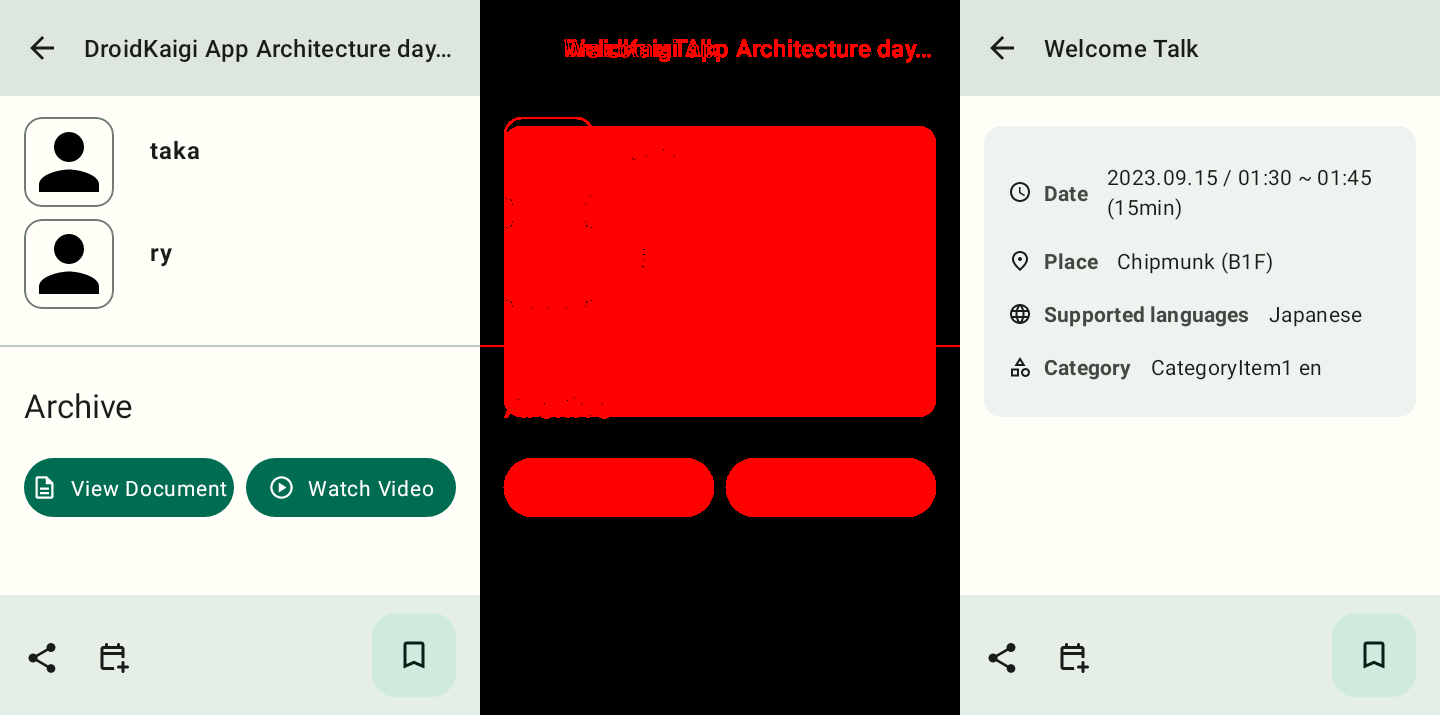 DroidKaigi App Architecture day…
taka
ry
Archive
View Document
Watch Video
Architecture day…
Welcome Talk
Date 2023.09.15 / 01:30 ~ 01:45
(15min)
Place Chipmunk (B1F)
Supported languages Japanese
Category CategoryItem1 en